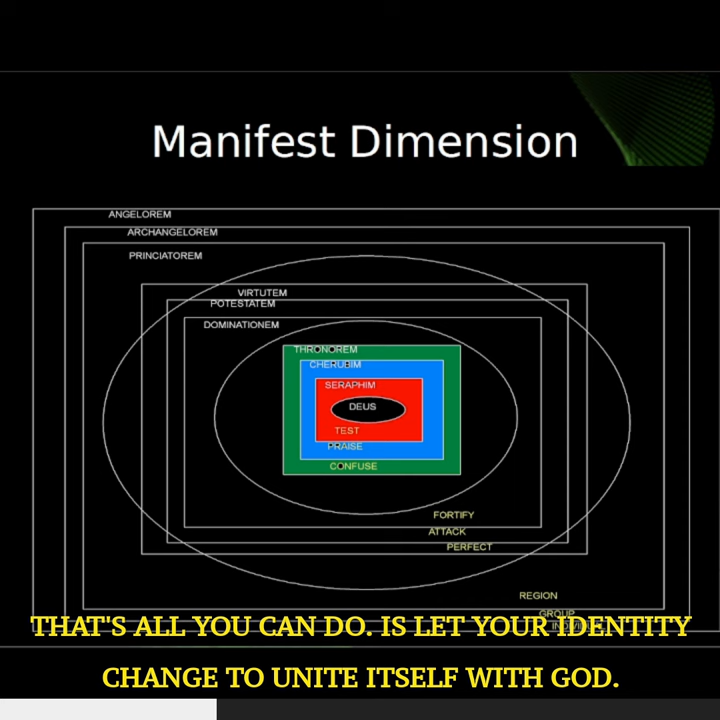 Manifest Dimension
ANGELOREM
ARCHANGELOREM
PRINCIATOREM
VIRTUTEM
POTESTATEM
DOMINATIONEM
THRONOREM
CHERUBIM
SERAPHIM
DEUS
TEST
PRAISE
CONFUSE
FORTIFY
ATTACK
PERFECT
REGION
GROUP
THAT'S ALL YOU CAN DO. IS LET YOUR IDENTITY
CHANGE TO UNITE ITSELF WITH GOD.